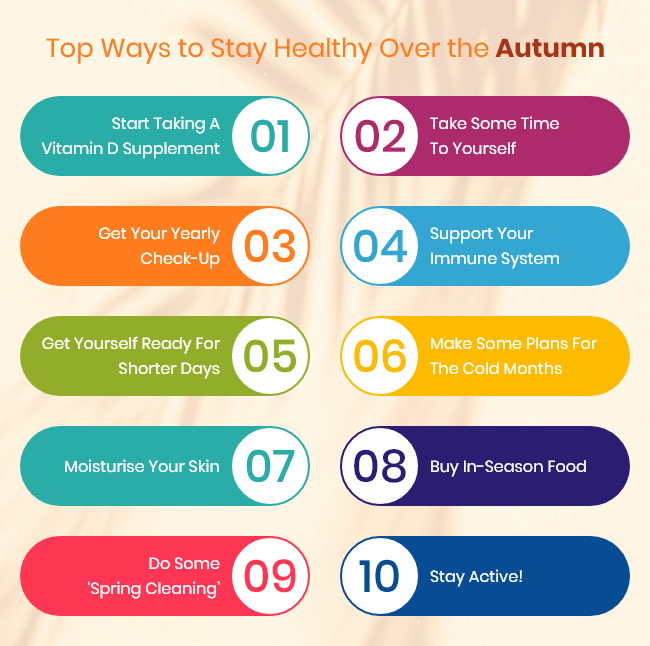 Top Ways to Stay Healthy Over the Autumn
Start Taking A
Vitamin D Supplement
01
02
Take Some Time
To Yourself
Get Your Yearly
Check-Up
03
04
Support Your
Immune System
Get Yourself Ready For
Shorter Days
05
06
Make Some Plans For
The Cold Months
Moisturise Your Skin
07
08
Buy In-Season Food
Do Some
‘Spring Cleaning’
09
10
Stay Active!